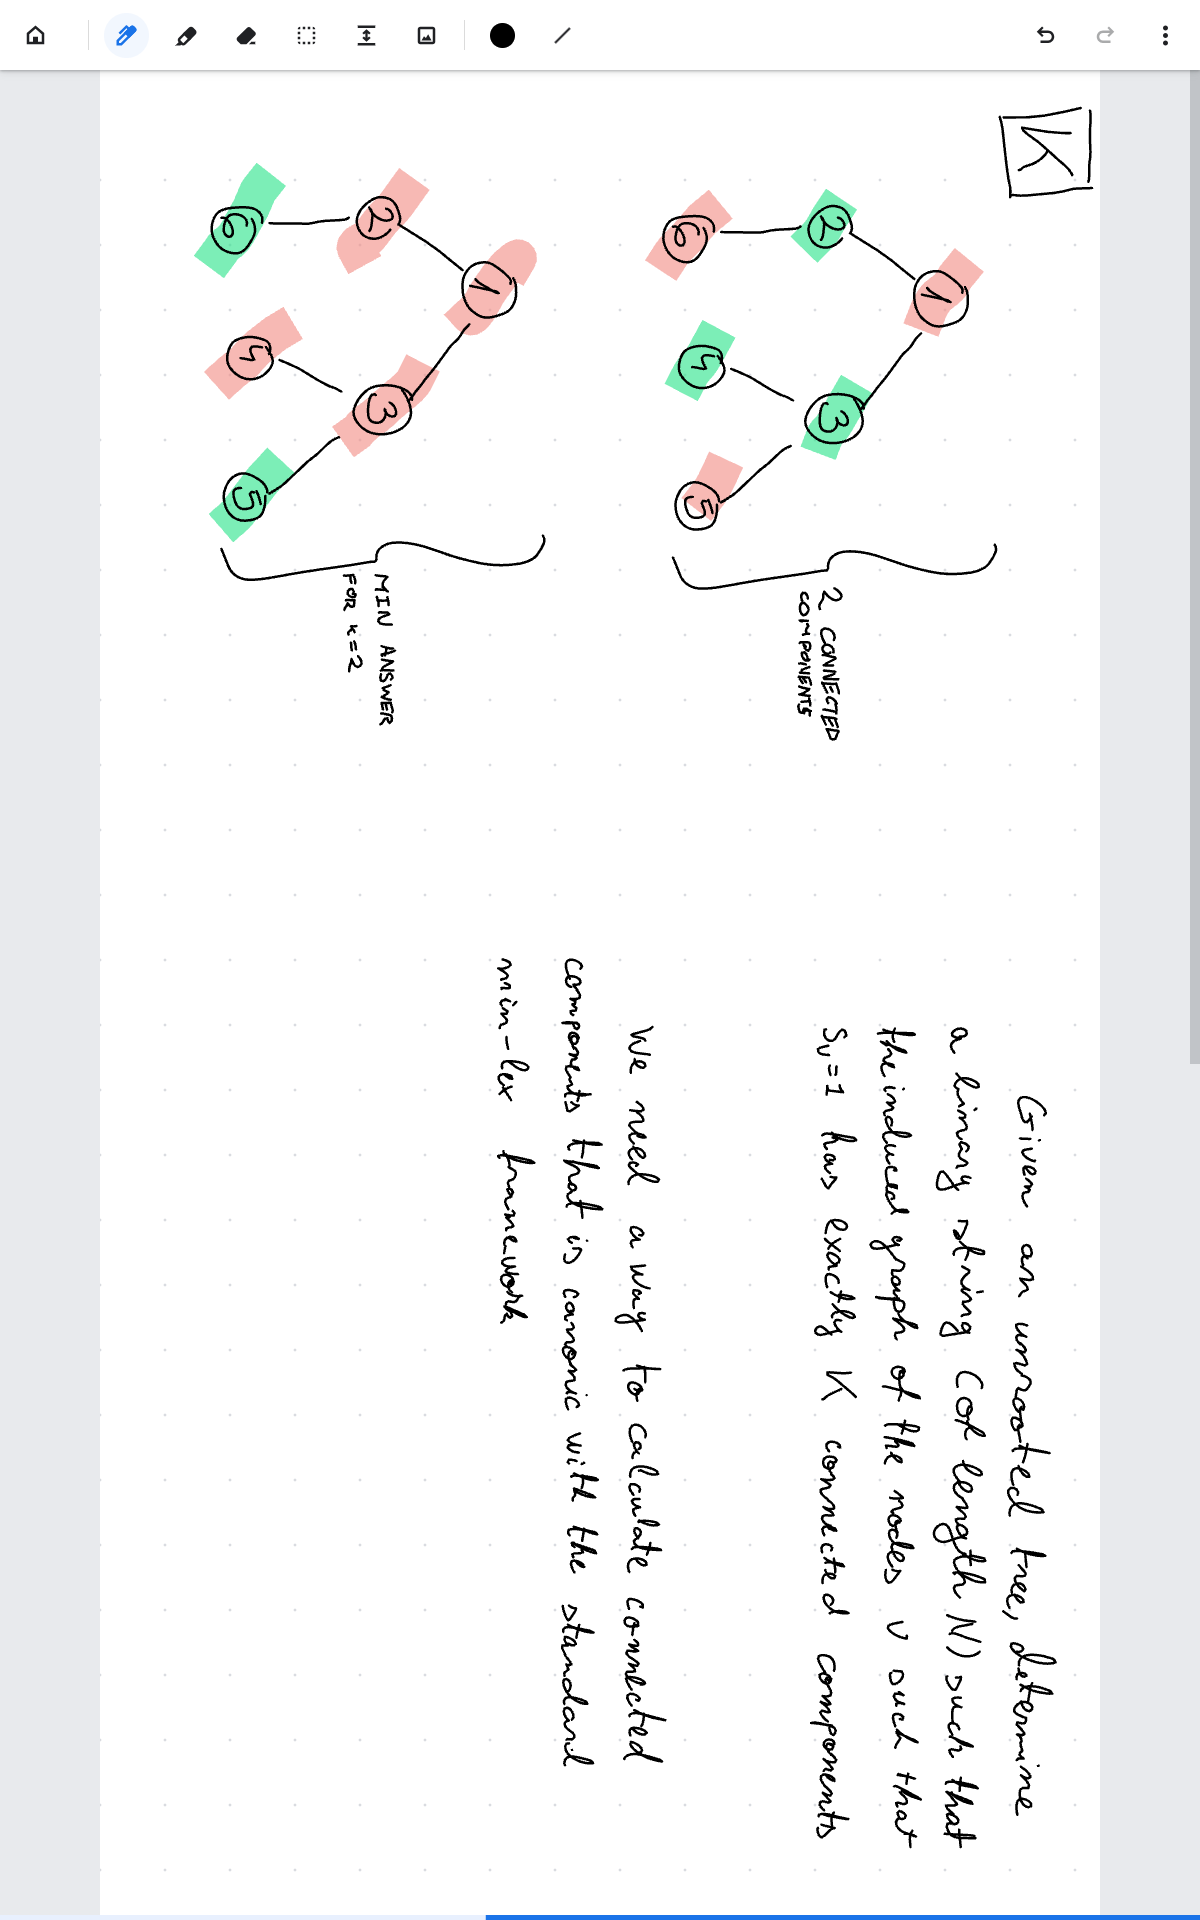 K
1
2
3
6
4
5
2 CONNECTED
COMPONENTS
1
2
3
6
4
5
MIN ANSWER
FOR K=2
Given an unrooted tree, determine
a binary string (of length N) such that
the induced graph of the nodes v such that
Sv=1 has exactly K connected components
We need a way to calculate connected
components that is canonic with the standard
min-lex framework